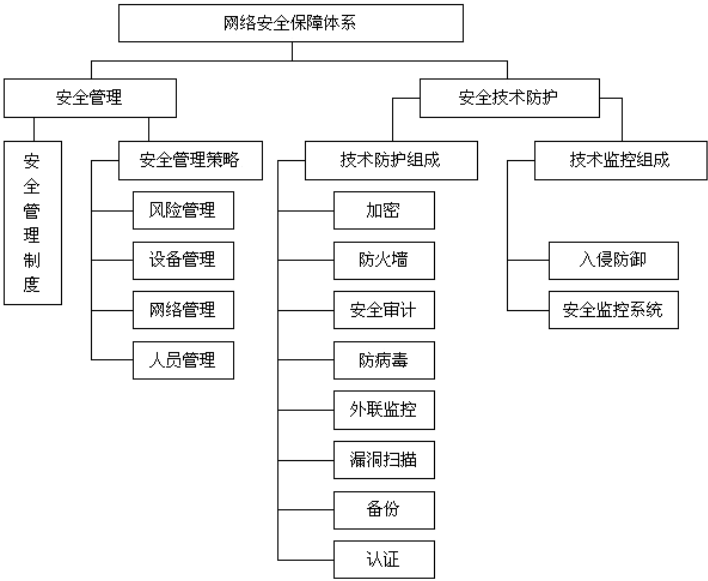 网络安全保障体系
安全管理
安全技术防护
安全管理制度
安全管理策略
风险管理
设备管理
网络管理
人员管理
技术防护组成
加密
防火墙
安全审计
防病毒
外联监控
漏洞扫描
备份
认证
技术监控组成
入侵防御
安全监控系统